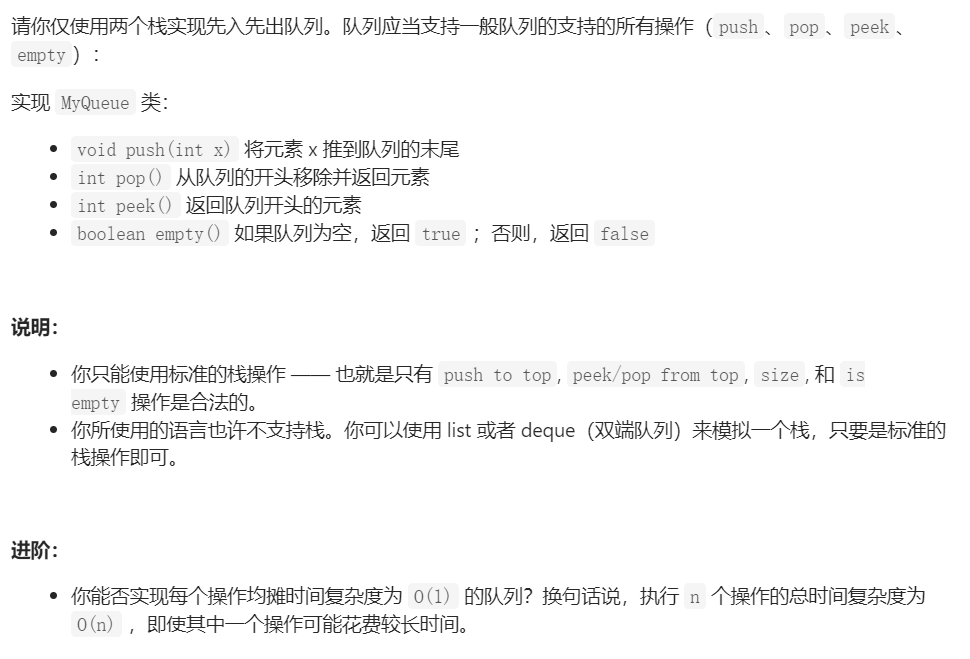 请你仅使用两个栈实现先入先出队列。队列应当支持一般队列的支持的所有操作（push、pop、peek、
empty）：
实现 MyQueue 类：
void push(int x) 将元素 x 推到队列的末尾
int pop() 从队列的开头移除并返回元素
int peek() 返回队列开头的元素
boolean empty() 如果队列为空，返回 true ；否则，返回 false
说明：
你只能使用标准的栈操作 —— 也就是只有 push to top, peek/pop from top, size, 和 is
empty 操作是合法的。
你所使用的语言也许不支持栈。你可以使用 list 或者 deque（双端队列）来模拟一个栈，只要是标准的
栈操作即可。
进阶：
你能否实现每个操作均摊时间复杂度为 O(1) 的队列？换句话说，执行 n 个操作的总时间复杂度为
O(n) ，即使其中一个操作可能花费较长时间。